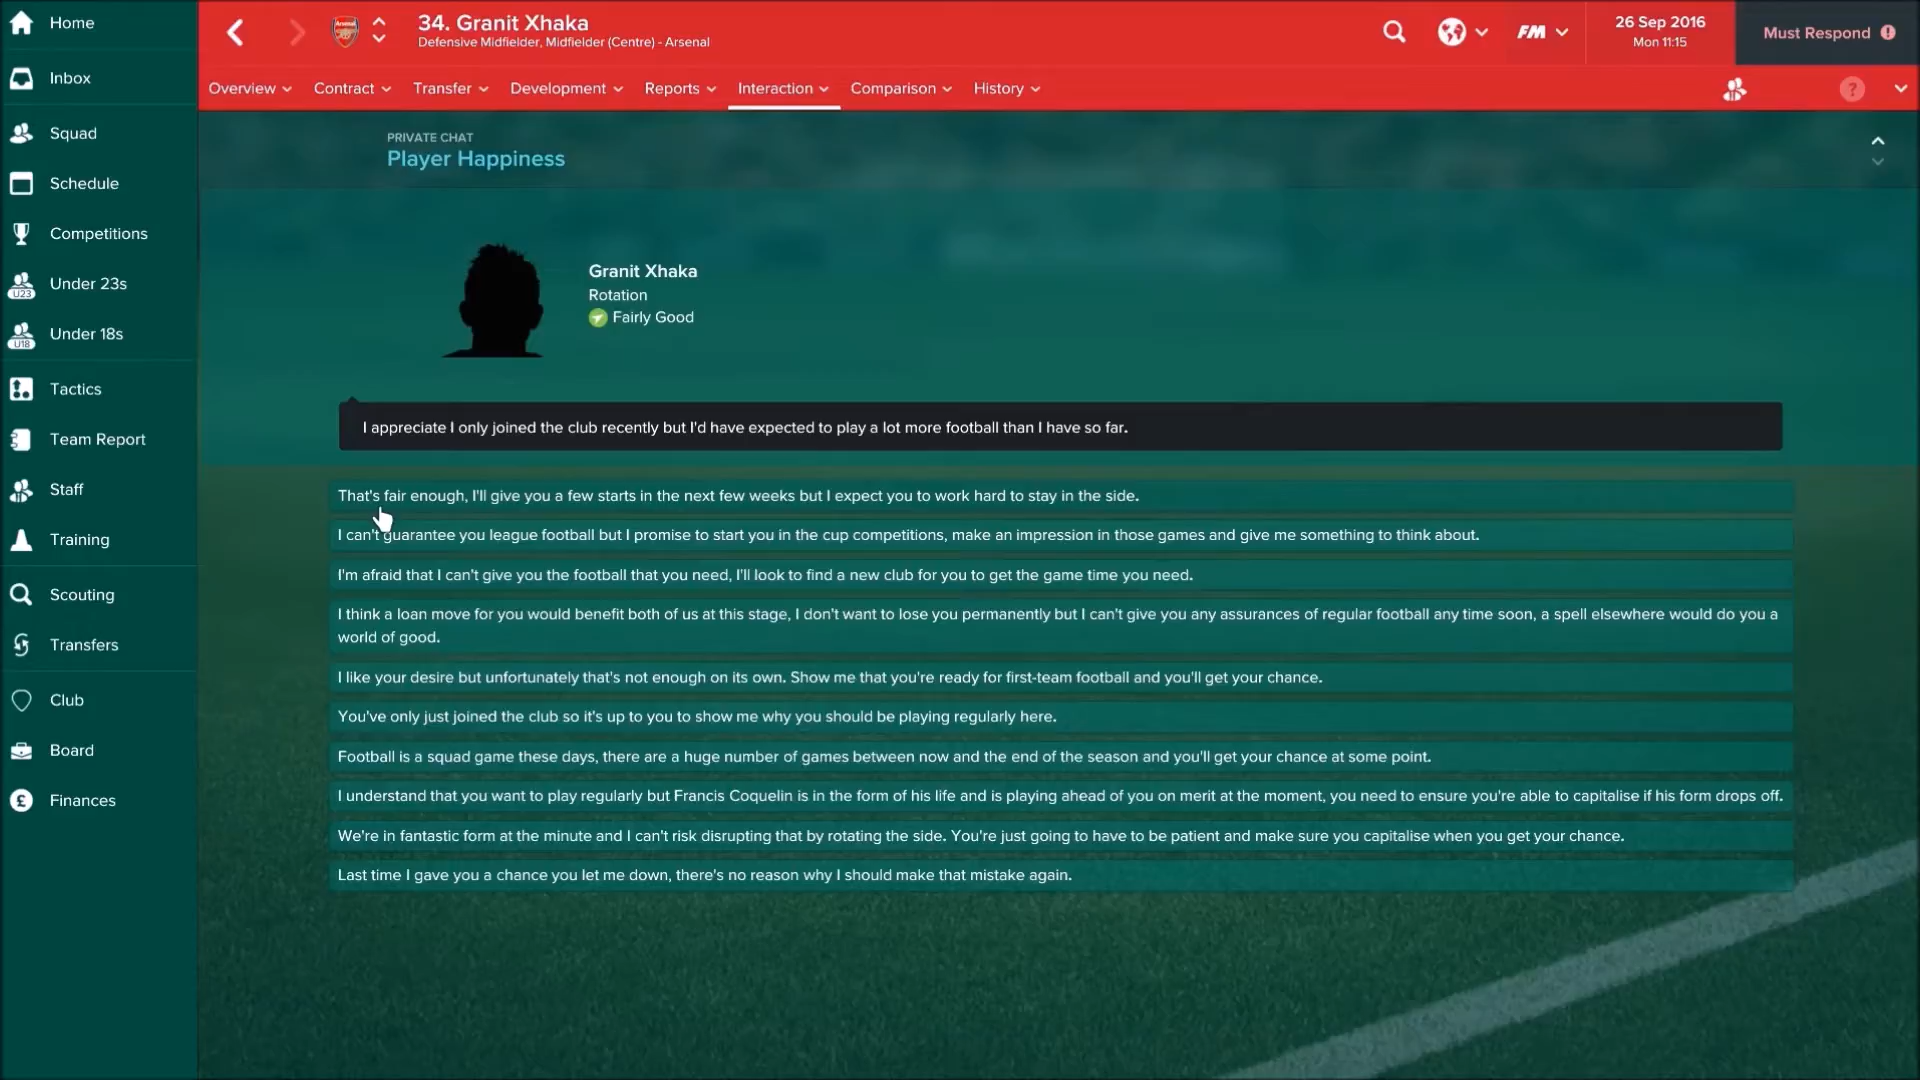 Home
Inbox
Squad
Schedule
Competitions
U23
Under 23s
U18
Under 18s
Tactics
Team Report
Staff
Training
Scouting
Transfers
Club
Board
£
Finances
Arsenal
34. Granit Xhaka
Defensive Midfielder, Midfielder (Centre) - Arsenal
FM
26 Sep 2016
Mon 11:15
Must Respond !
Overview
Contract
Transfer
Development
Reports
Interaction
Comparison
History
?
PRIVATE CHAT
Player Happiness
Granit Xhaka
Rotation
Fairly Good
I appreciate I only joined the club recently but I'd have expected to play a lot more football than I have so far.
That's fair enough, I'll give you a few starts in the next few weeks but I expect you to work hard to stay in the side.
I can't guarantee you league football but I promise to start you in the cup competitions, make an impression in those games and give me something to think about.
I'm afraid that I can't give you the football that you need, I'll look to find a new club for you to get the game time you need.
I think a loan move for you would benefit both of us at this stage, I don't want to lose you permanently but I can't give you any assurances of regular football any time soon, a spell elsewhere would do you a
world of good.
I like your desire but unfortunately that's not enough on its own. Show me that you're ready for first-team football and you'll get your chance.
You've only just joined the club so it's up to you to show me why you should be playing regularly here.
Football is a squad game these days, there are a huge number of games between now and the end of the season and you'll get your chance at some point.
I understand that you want to play regularly but Francis Coquelin is in the form of his life and is playing ahead of you on merit at the moment, you need to ensure you're able to capitalise if his form drops off.
We're in fantastic form at the minute and I can't risk disrupting that by rotating the side. You're just going to have to be patient and make sure you capitalise when you get your chance.
Last time I gave you a chance you let me down, there's no reason why I should make that mistake again.